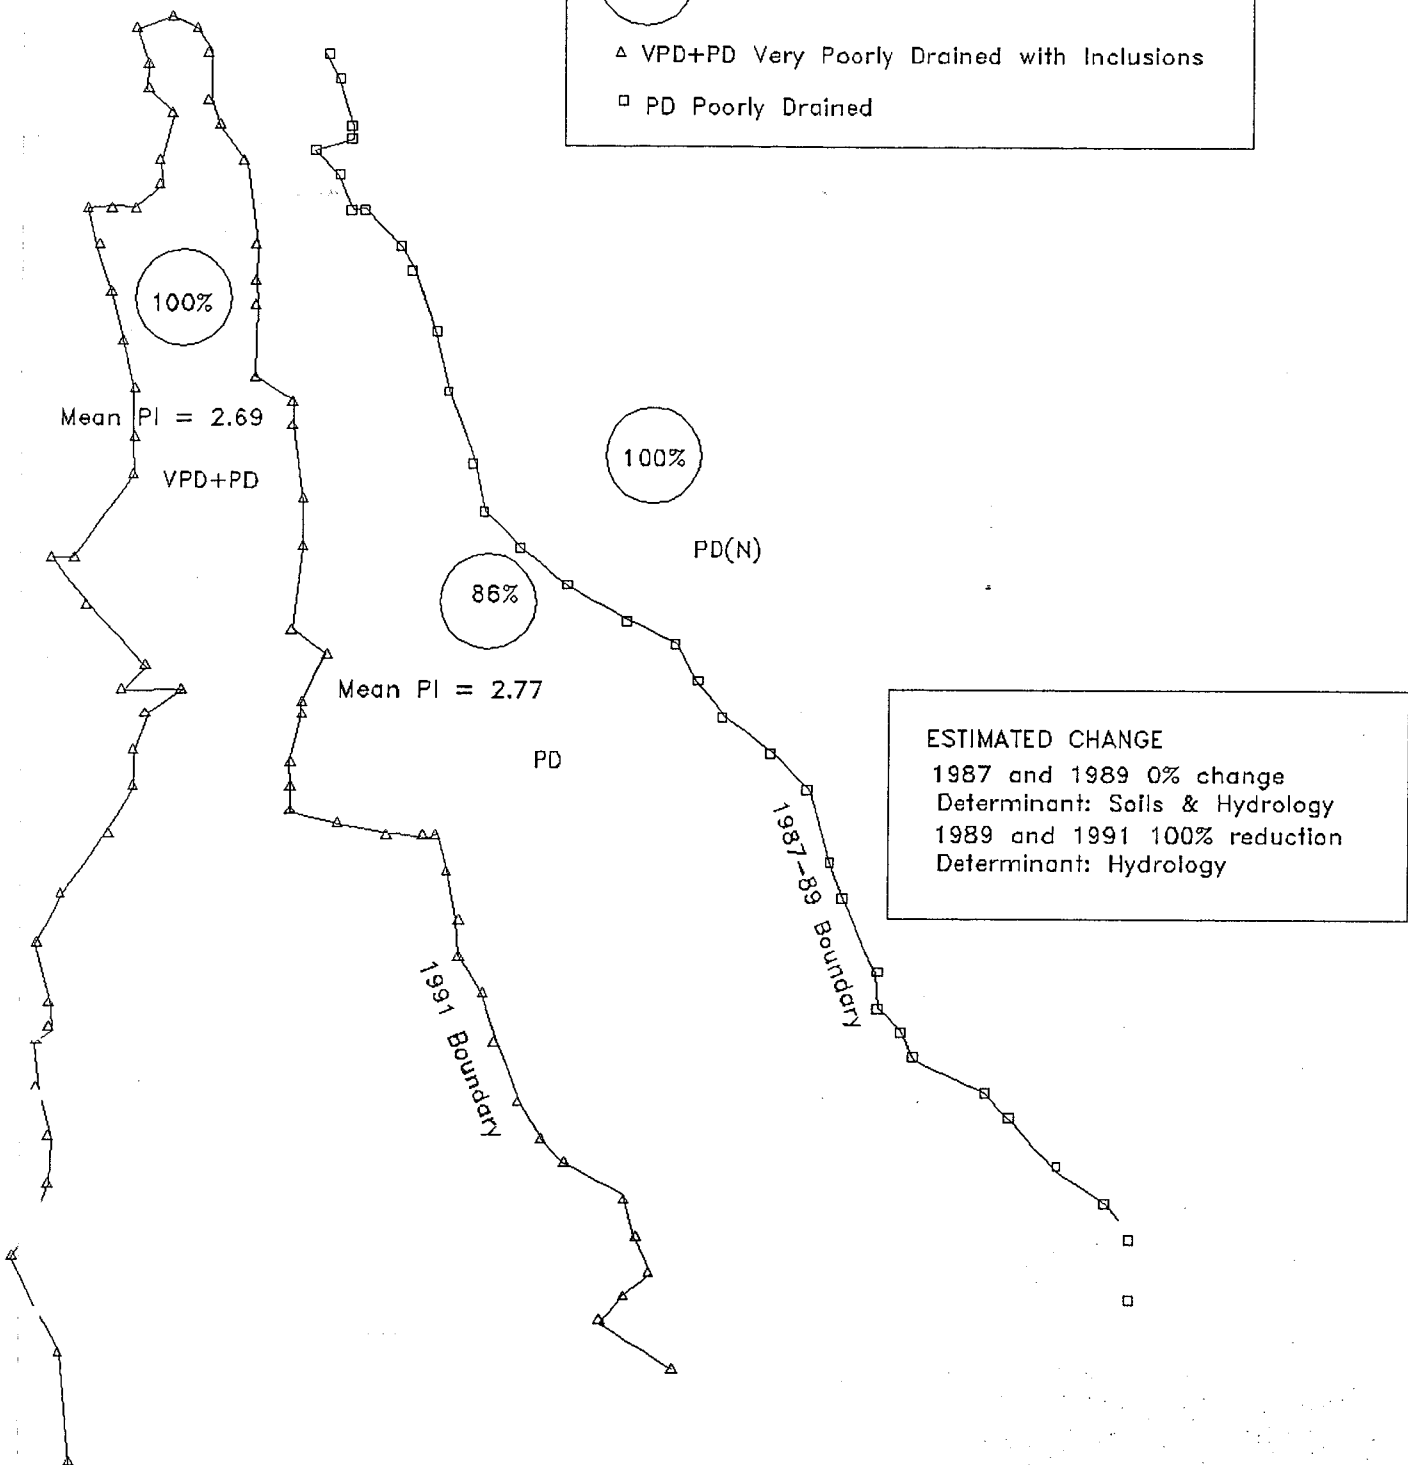 VPD+PD Very Poorly Drained with Inclusions
PD Poorly Drained
100%
Mean PI = 2.69
VPD+PD
100%
PD(N)
86%
Mean PI = 2.77
PD
ESTIMATED CHANGE
1987 and 1989 0% change
Determinant: Soils & Hydrology
1989 and 1991 100% reduction
Determinant: Hydrology
1987-89 Boundary
1991 Boundary